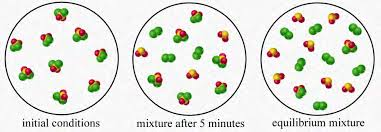 initial conditions
mixture after 5 minutes
equilibrium mixture